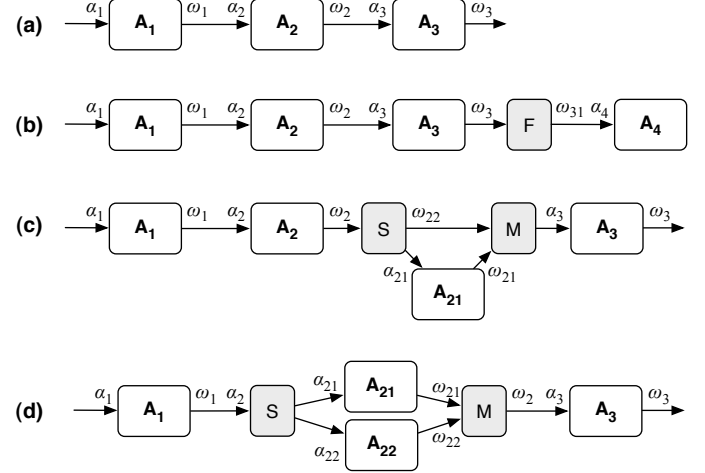 (a) α₁ A₁ ω₁ α₂ A₂ ω₂ α₃ A₃ ω₃
(b) α₁ A₁ ω₁ α₂ A₂ ω₂ α₃ A₃ ω₃ F ω₃₁ α₄ A₄
(c) α₁ A₁ ω₁ α₂ A₂ ω₂ S ω₂₂ M α₃ A₃ ω₃
α₂₁ A₂₁ ω₂₁
α₂₁ A₂₁ ω₂₁
(d) α₁ A₁ ω₁ α₂ S M ω₂ α₃ A₃ ω₃
α₂₂ A₂₂ ω₂₂